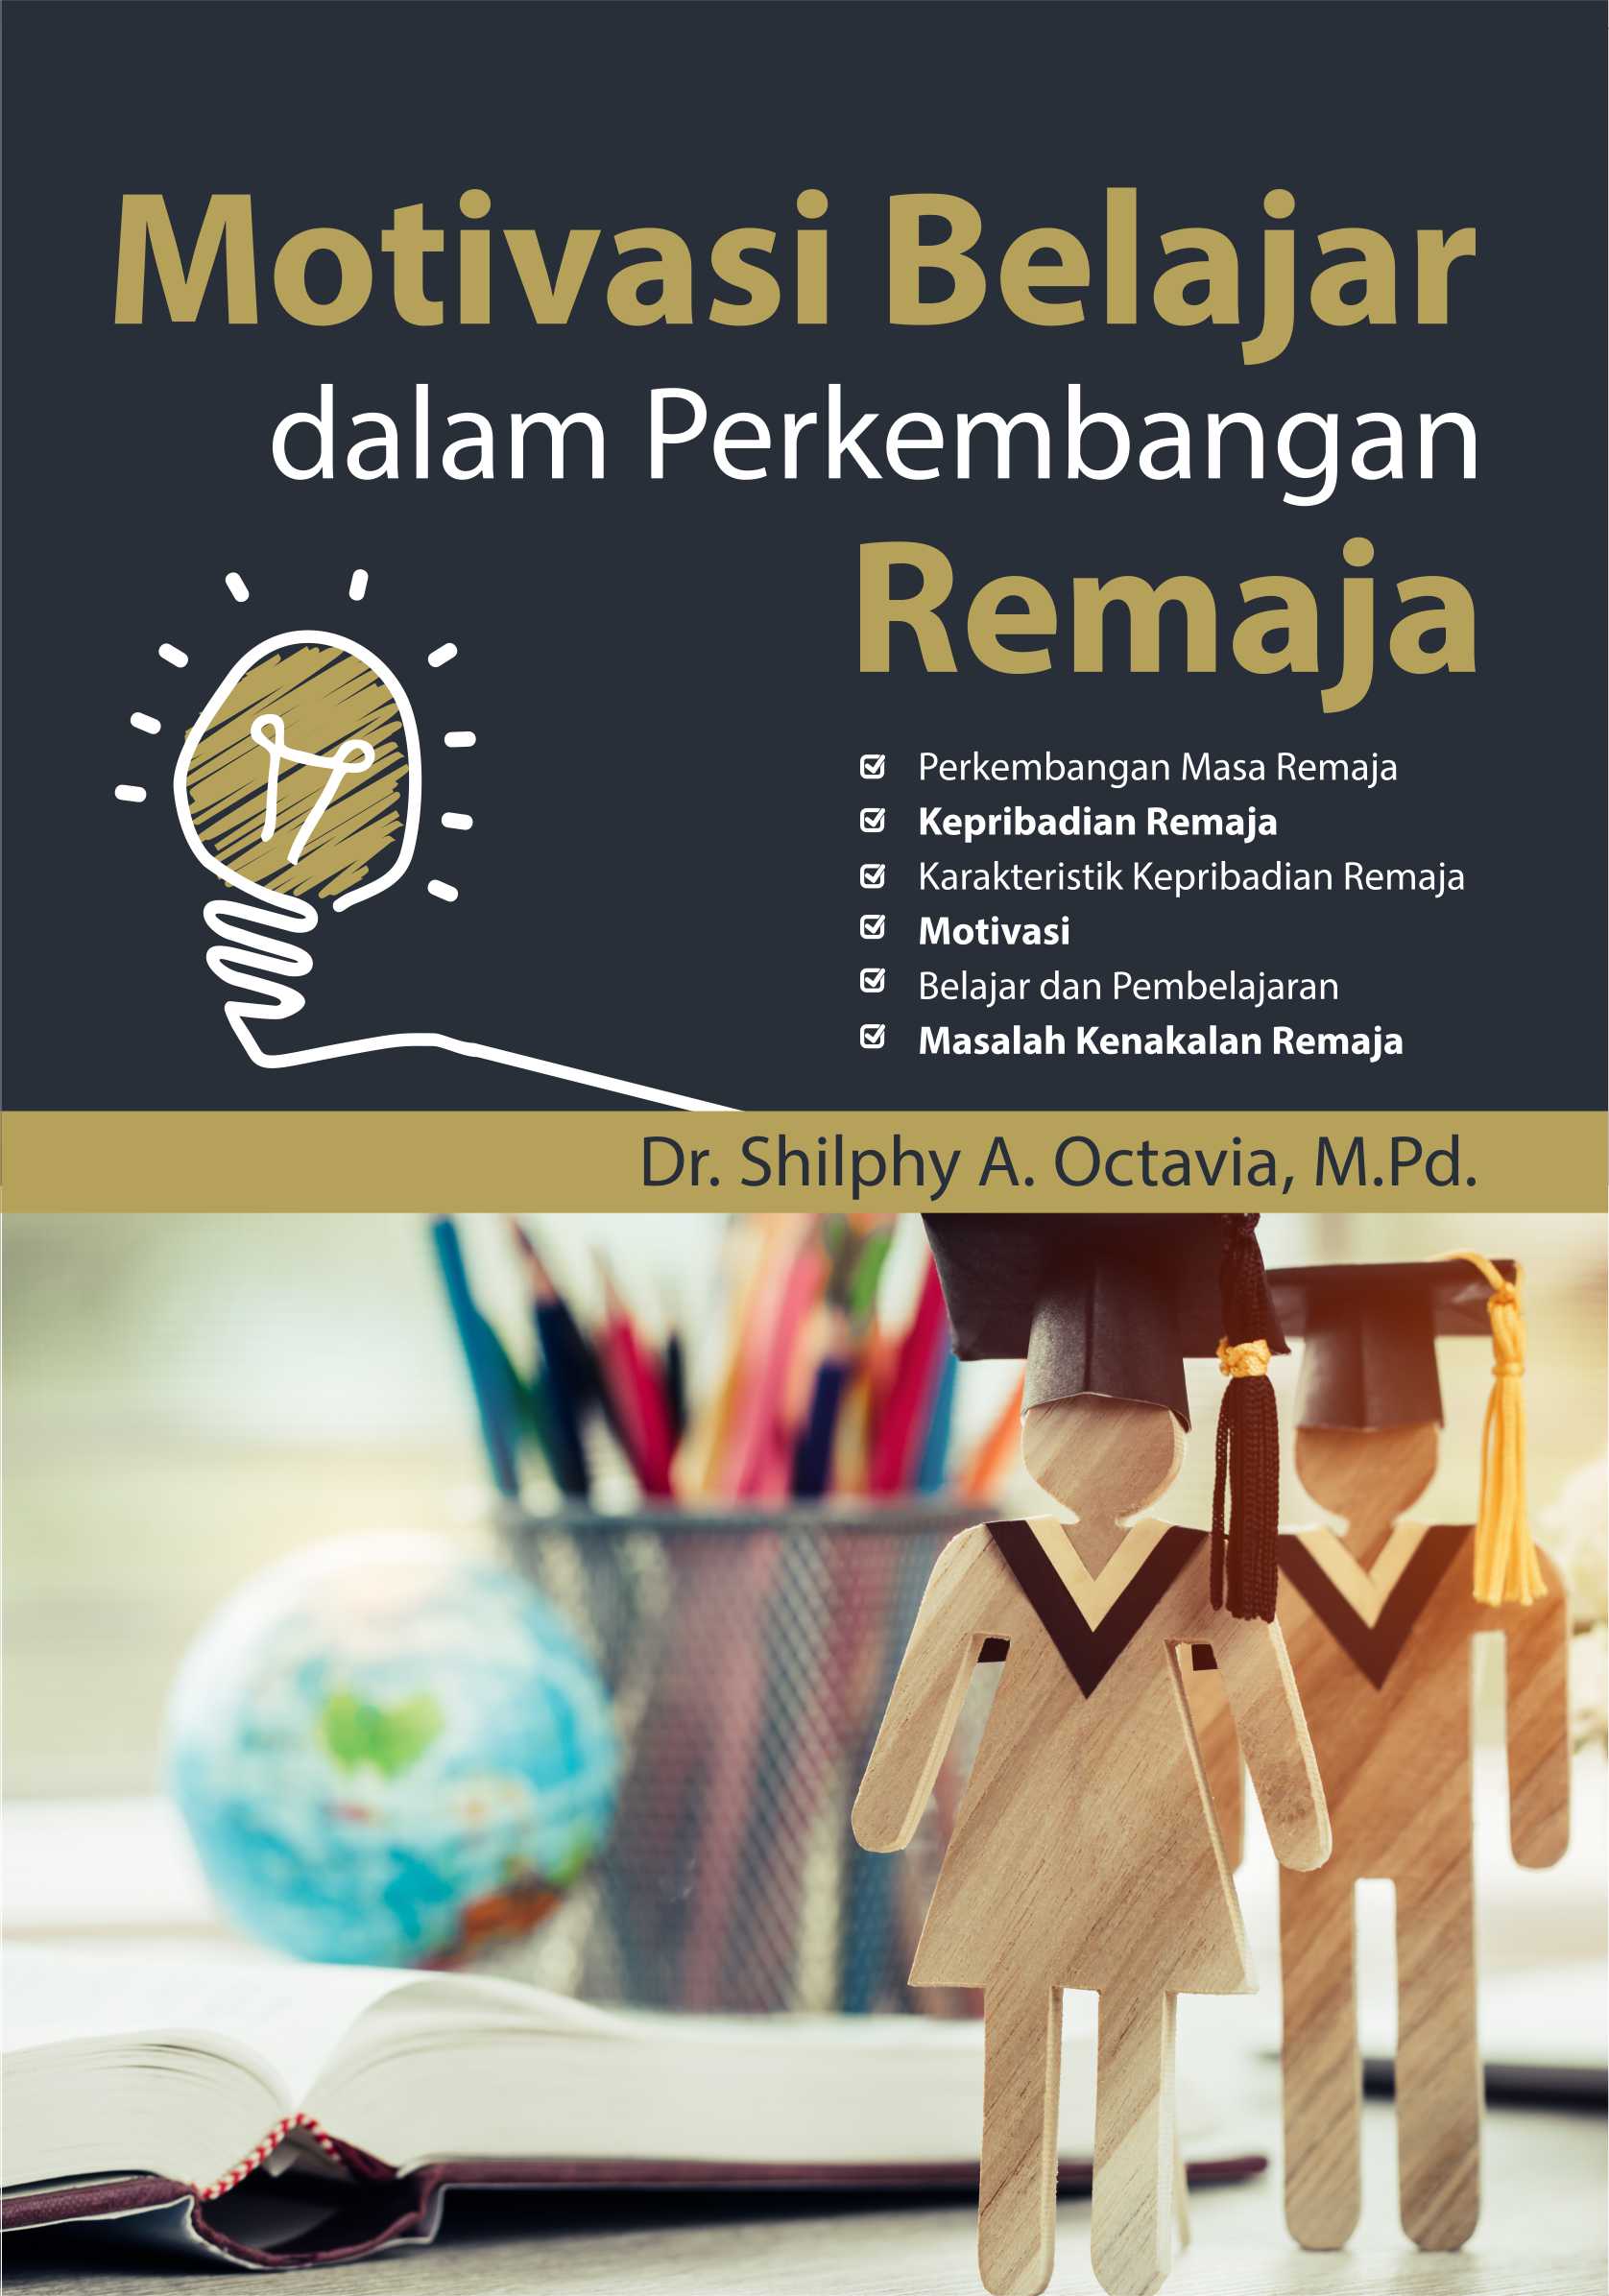 Motivasi Belajar
dalam Perkembangan
Remaja
Perkembangan Masa Remaja
Kepribadian Remaja
Karakteristik Kepribadian Remaja
Motivasi
Belajar dan Pembelajaran
Masalah Kenakalan Remaja
Dr. Shilphy A. Octavia, M.Pd.